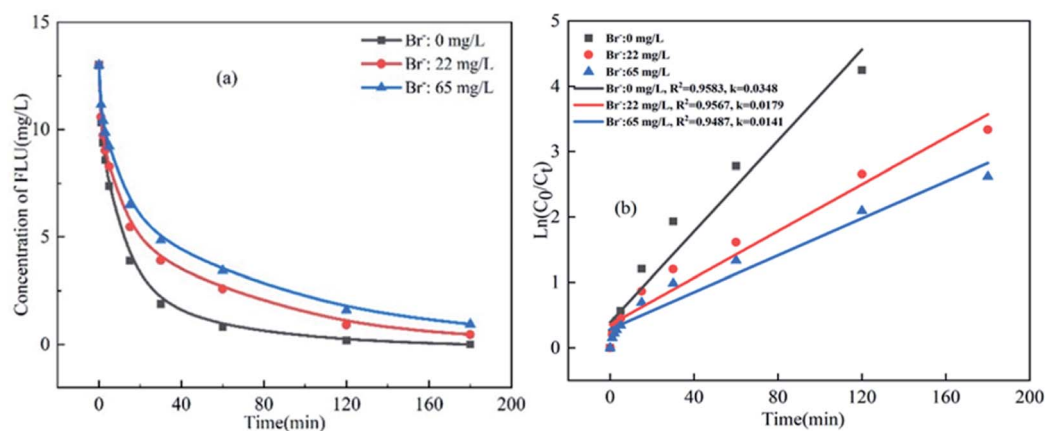 15
10
5
0
Concentration of FLU(mg/L)
(a)
Br-: 0 mg/L
Br-: 22 mg/L
Br-: 65 mg/L
0 40 80 120 160 200
Time(min)
5
4
3
2
1
0
Ln(C0/Ct)
Br-:0 mg/L
Br-:22 mg/L
Br-:65 mg/L
Br-:0 mg/L, R²=0.9583, k=0.0348
Br-:22 mg/L, R²=0.9567, k=0.0179
Br-:65 mg/L, R²=0.9487, k=0.0141
(b)
0 40 80 120 160 200
Time(min)